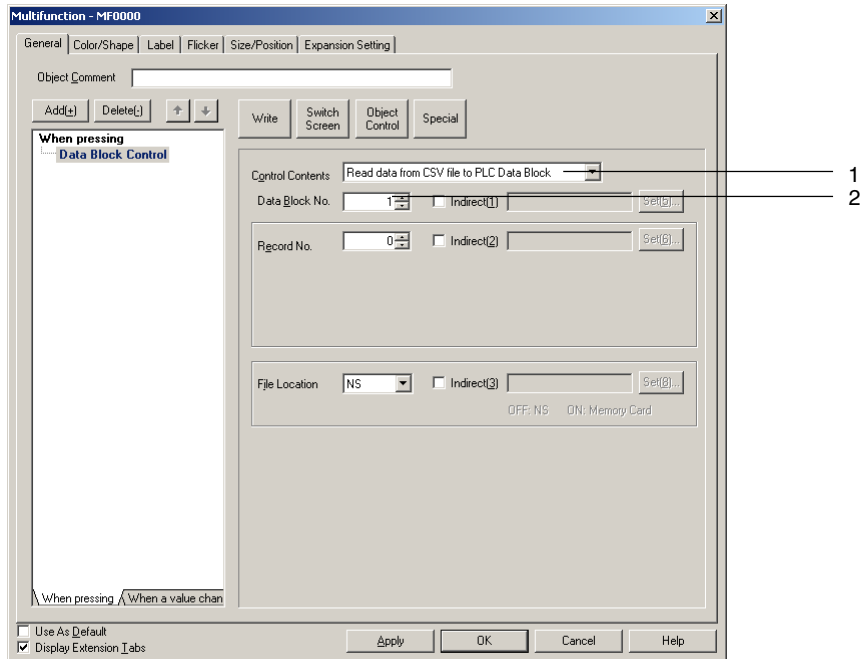 Multifunction - MF0000
General Color/Shape Label Flicker Size/Position Expansion Setting
Object Comment
Add(+) Delete(-)
Write Switch Screen Object Control Special
When pressing
Data Block Control
Control Contents Read data from CSV file to PLC Data Block 1
Data Block No. 1 Indirect(1) Set(5)... 2
Record No. 0 Indirect(2) Set(6)...
File Location NS Indirect(3) Set(8)...
OFF: NS ON: Memory Card
When pressing When a value chan
Use As Default
Display Extension Tabs
Apply OK Cancel Help